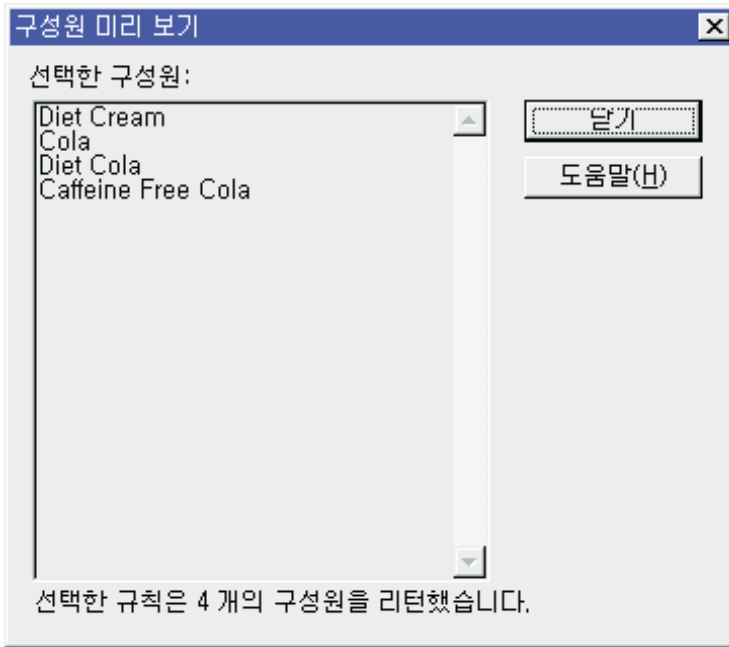 구성원 미리 보기
선택한 구성원:
Diet Cream
Cola
Diet Cola
Caffeine Free Cola
닫기
도움말(H)
선택한 규칙은 4 개의 구성원을 리턴했습니다.